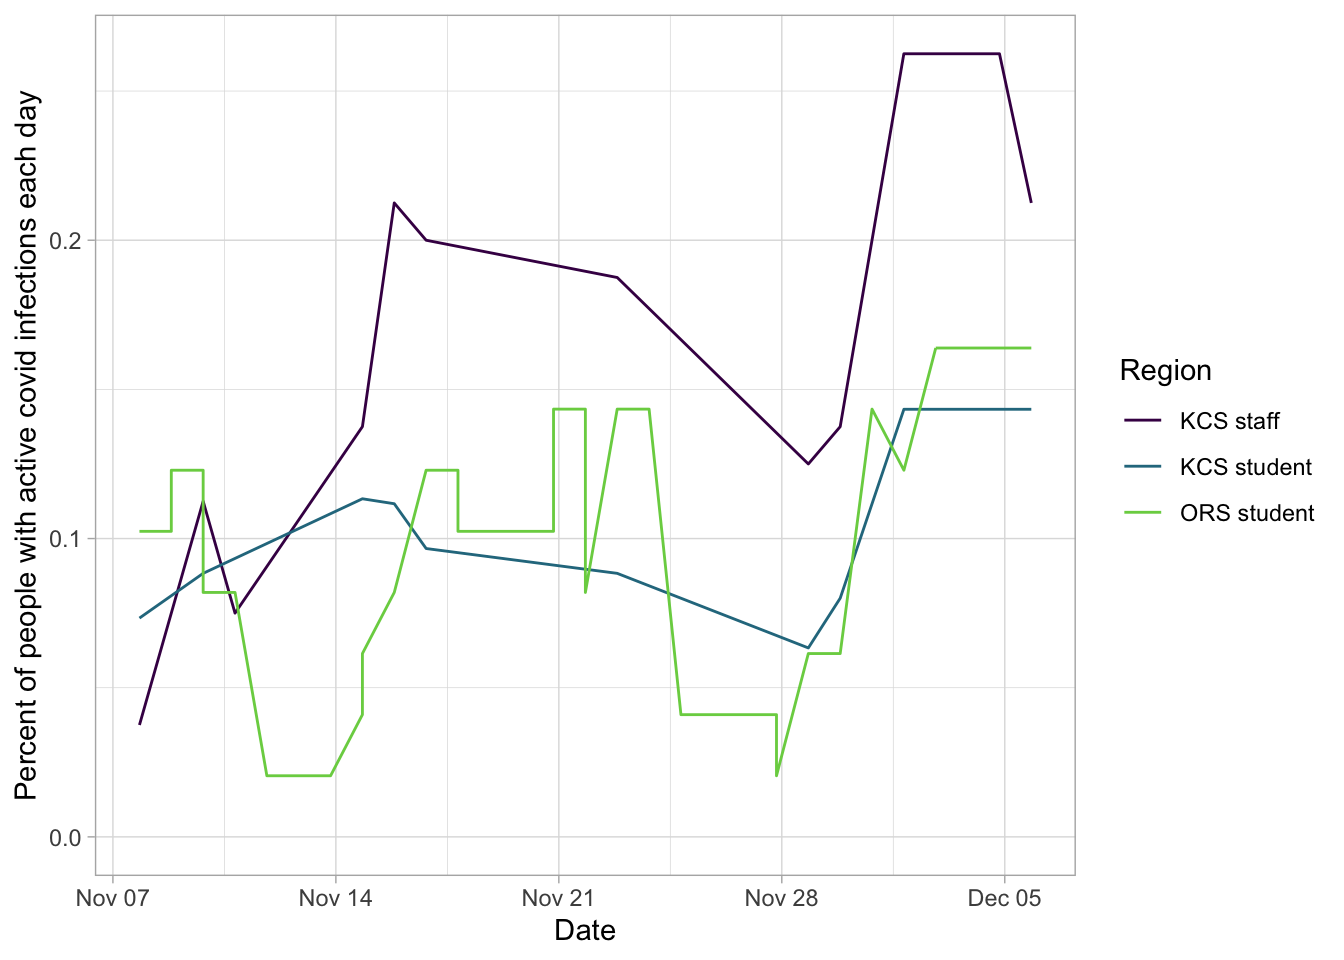 Percent of people with active covid infections each day
0.2
0.1
0.0
Nov 07
Nov 14
Nov 21
Nov 28
Dec 05
Date
Region
KCS staff
KCS student
ORS student